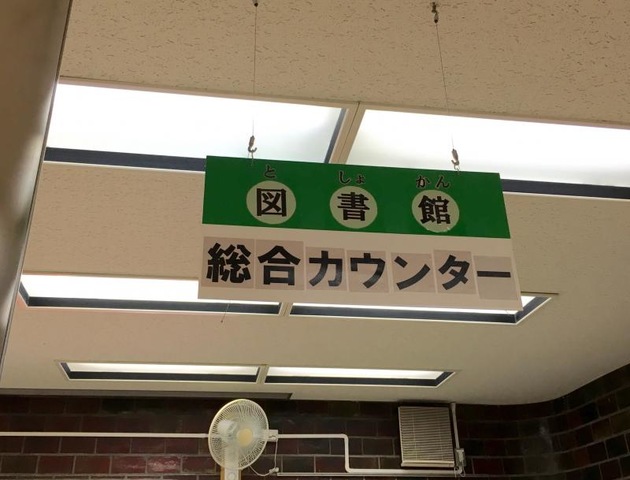 と しょ かん
図書館
総合カウンター